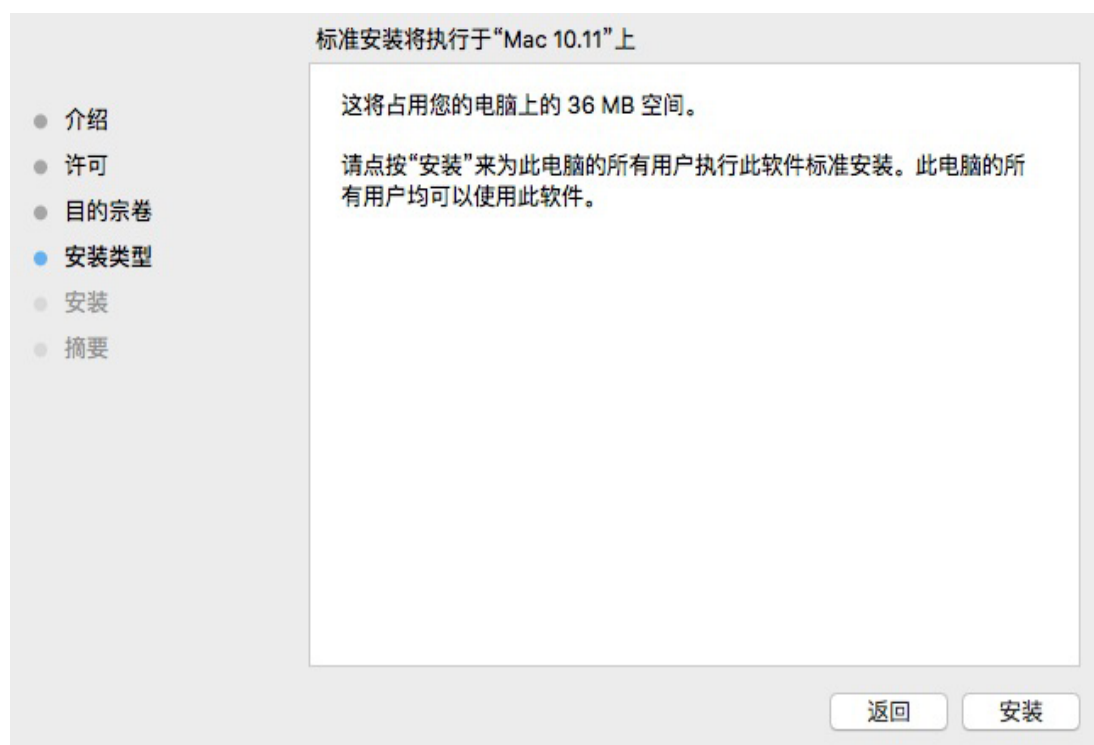 标准安装将执行于“Mac 10.11”上
介绍
许可
目的宗卷
安装类型
安装
摘要
这将占用您的电脑上的 36 MB 空间。
请点按“安装”来为此电脑的所有用户执行此软件标准安装。此电脑的所
有用户均可以使用此软件。
返回
安装